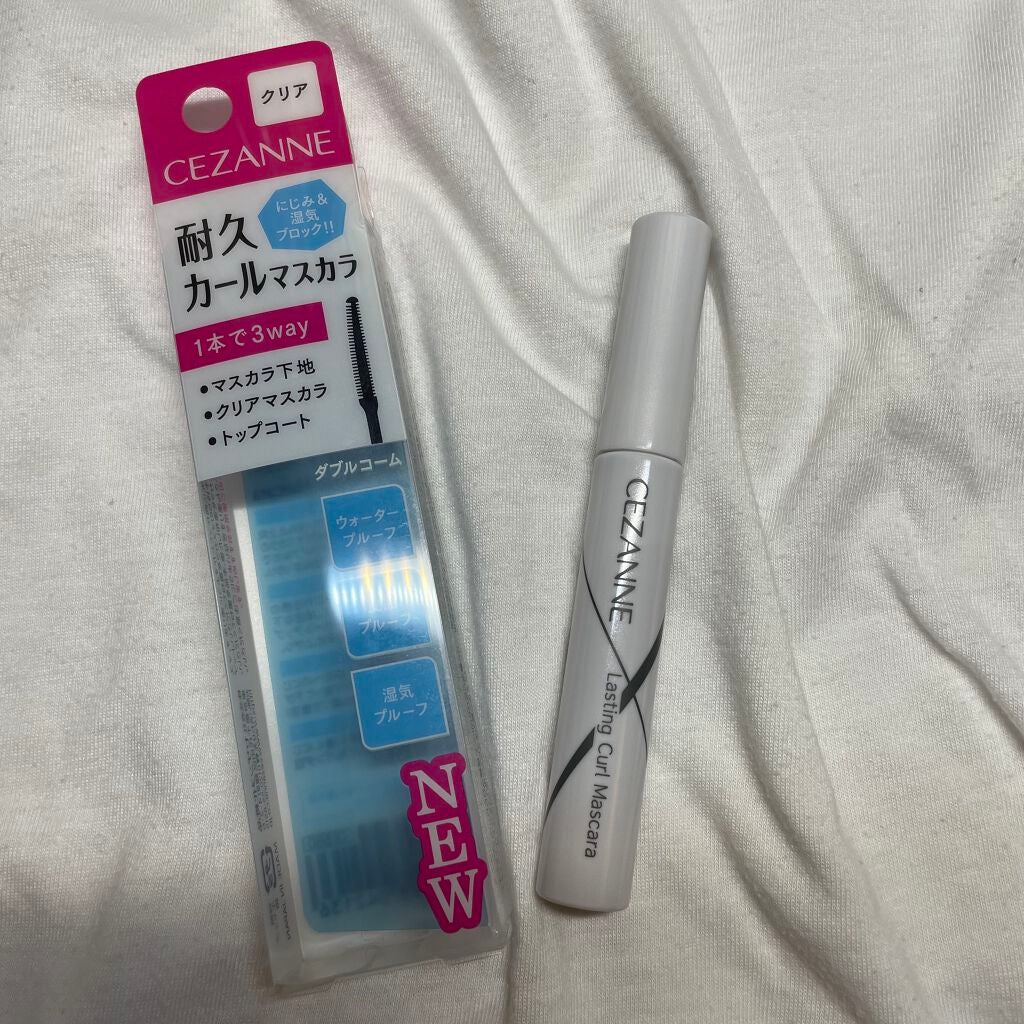 クリア
CEZANNE
にじみ&
湿気
ブロック!!
耐久
カールマスカラ
1本で3way
•マスカラ下地
•クリアマスカラ
•トップコート
ダブルコーム
ウォーター
プルーフ
プルーフ
湿気
プルーフ
NEW
CEZANNE
Lasting Curl Mascara